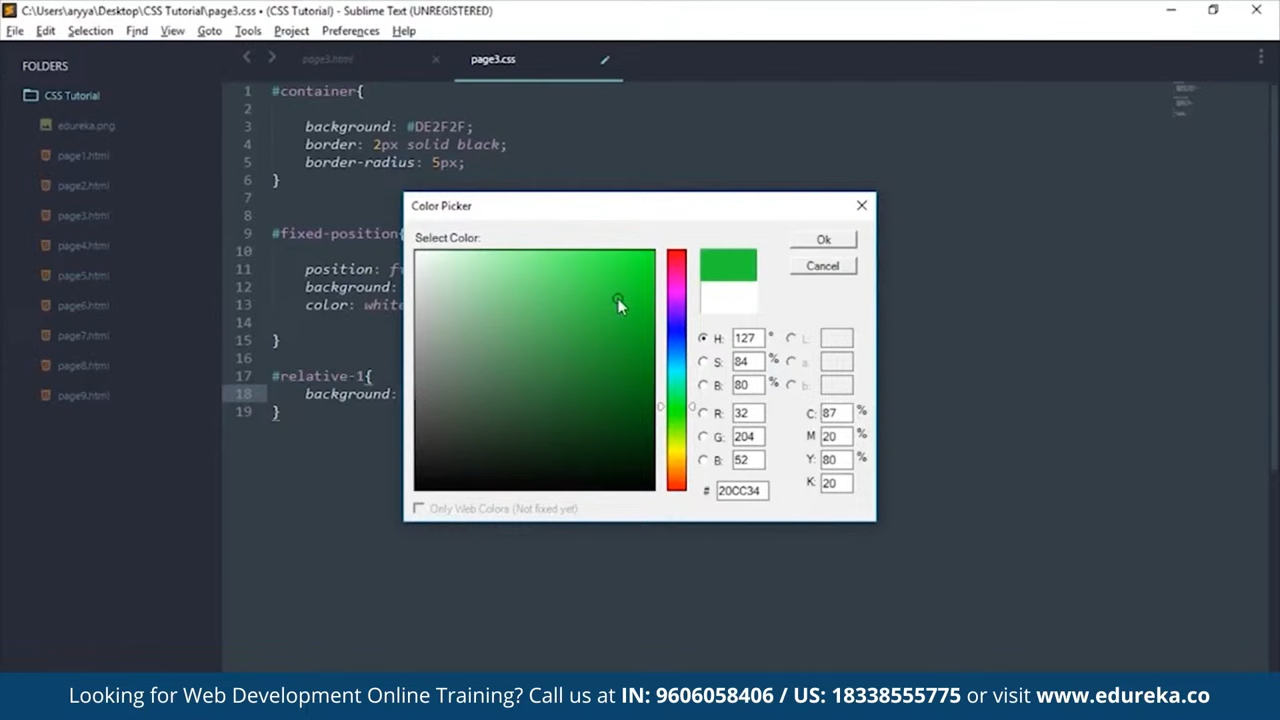 C:\Users\aryya\Desktop\CSS Tutorial\page3.css • (CSS Tutorial) - Sublime Text (UNREGISTERED)
File Edit Selection Find View Goto Tools Project Preferences Help
FOLDERS
CSS Tutorial
edureka.png
page1.html
page2.html
page3.html
page4.html
page5.html
page6.html
page7.html
page8.html
page9.html
page3.html
page3.css
1 #container{
2
3 background: #DE2F2F;
4 border: 2px solid black;
5 border-radius: 5px;
6 }
7
8
9 #fixed-position{
10
11 position:
12 background:
13 color: white
14
15 }
16
17 #relative-1{
18 background:
19 }
Color Picker
Select Color:
Ok
Cancel
H: 127 °
S: 84 %
B: 80 %
R: 32
G: 204
B: 52
# 20CC34
L:
a:
b:
C: 87 %
M 20 %
Y: 80 %
K: 20
Only Web Colors (Not fixed yet)
Looking for Web Development Online Training? Call us at IN: 9606058406 / US: 18338555775 or visit www.edureka.co